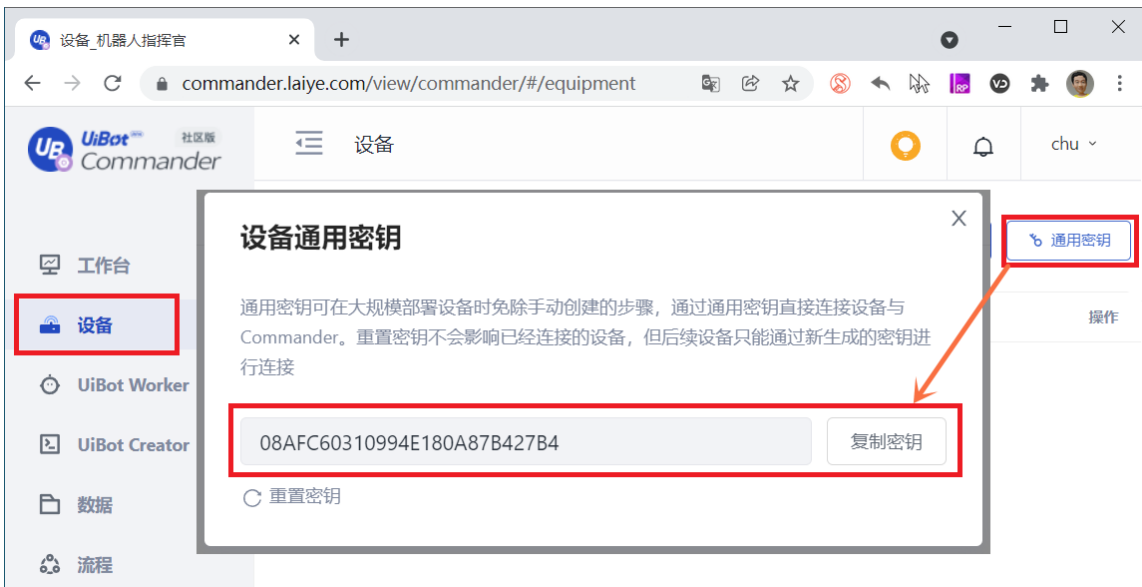 设备_机器人指挥官
commander.laiye.com/view/commander/#/equipment
UB UiBot 社区版
Commander
设备
chu
通用密钥
操作
工作台
设备
UiBot Worker
UiBot Creator
数据
流程
设备通用密钥
通用密钥可在大规模部署设备时免除手动创建的步骤，通过通用密钥直接连接设备与
Commander。重置密钥不会影响已经连接的设备，但后续设备只能通过新生成的密钥进
行连接
08AFC60310994E180A87B427B4
复制密钥
重置密钥